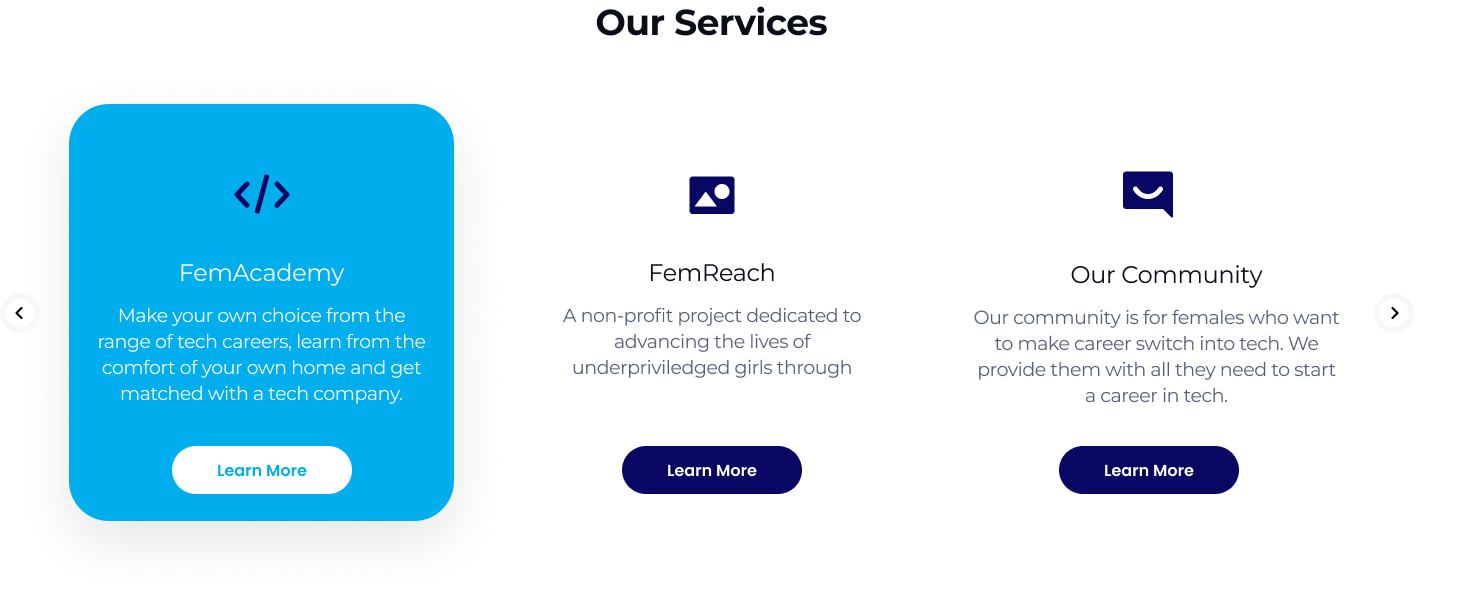 Our Services
FemAcademy
Make your own choice from the
range of tech careers, learn from the
comfort of your own home and get
matched with a tech company.
Learn More
FemReach
A non-profit project dedicated to
advancing the lives of
underpriviledged girls through
Learn More
Our Community
Our community is for females who want
to make career switch into tech. We
provide them with all they need to start
a career in tech.
Learn More